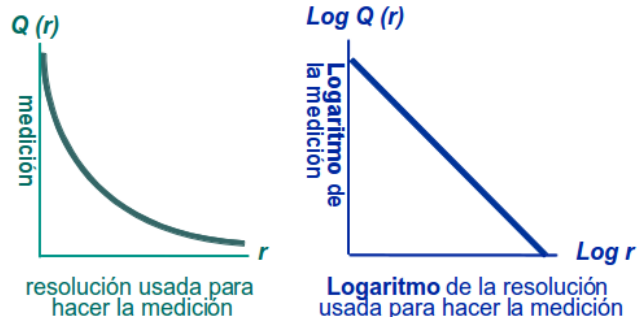 Q (r)
medición
r
resolución usada para
hacer la medición
Log Q (r)
Logaritmo de
la medición
Log r
Logaritmo de la resolución
usada para hacer la medición